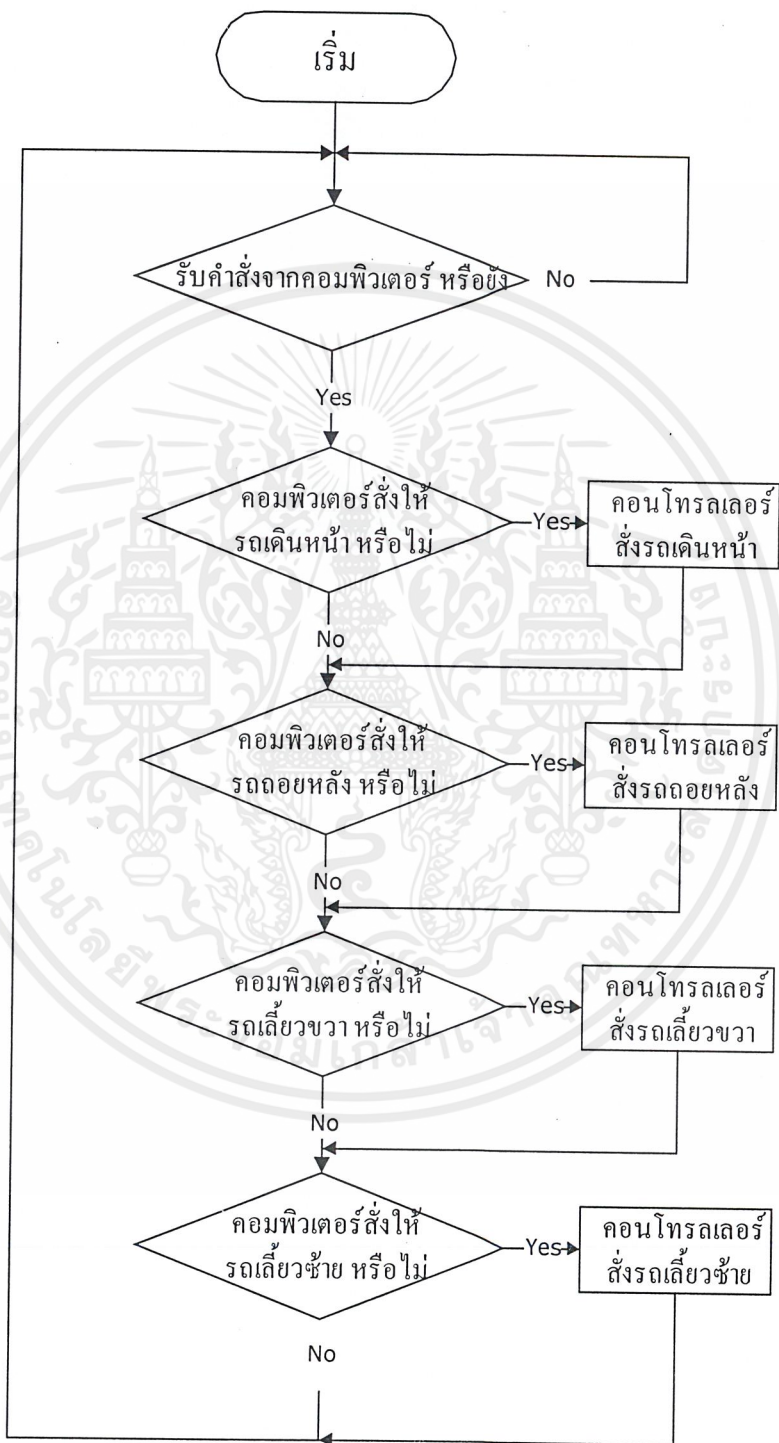 เริ่ม
รับคำสั่งจากคอมพิวเตอร์ หรือยัง
No
Yes
คอมพิวเตอร์สั่งให้
รถเดินหน้า หรือไม่
Yes
คอนโทรลเลอร์
สั่งรถเดินหน้า
No
คอมพิวเตอร์สั่งให้
รถถอยหลัง หรือไม่
Yes
คอนโทรลเลอร์
สั่งรถถอยหลัง
No
คอมพิวเตอร์สั่งให้
รถเลี้ยวขวา หรือไม่
Yes
คอนโทรลเลอร์
สั่งรถเลี้ยวขวา
No
คอมพิวเตอร์สั่งให้
รถเลี้ยวซ้าย หรือไม่
Yes
คอนโทรลเลอร์
สั่งรถเลี้ยวซ้าย
No